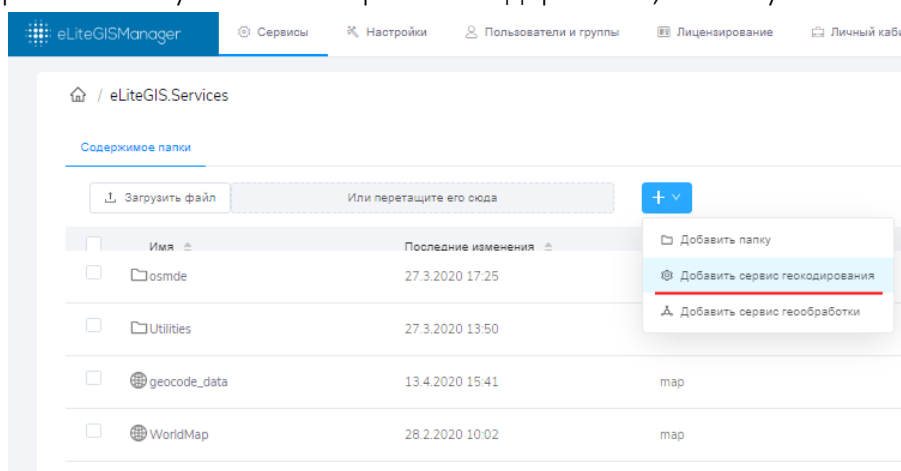 eLiteGISManager Сервисы Настройки Пользователи и группы Лицензирование Личный каби
/ eLiteGIS.Services
Содержимое папки
Загрузить файл Или перетащите его сюда
Имя Последние изменения
Добавить папку
osmde 27.3.2020 17:25
Добавить сервис геокодирования
Добавить сервис геообработки
Utilities 27.3.2020 13:50
geocode_data 13.4.2020 15:41 map
WorldMap 28.2.2020 10:02 map